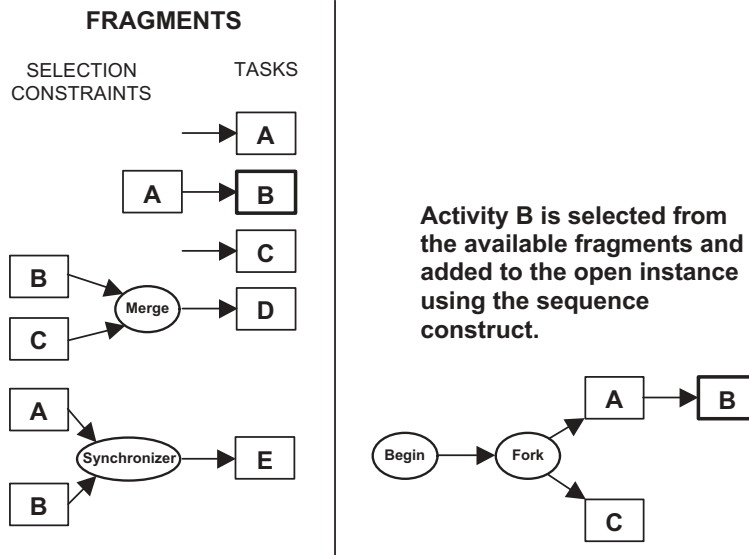 FRAGMENTS
SELECTION
CONSTRAINTS
TASKS
A
A
B
C
B
C
Merge
D
A
B
Synchronizer
E
Activity B is selected from
the available fragments and
added to the open instance
using the sequence
construct.
Begin
Fork
A
B
C